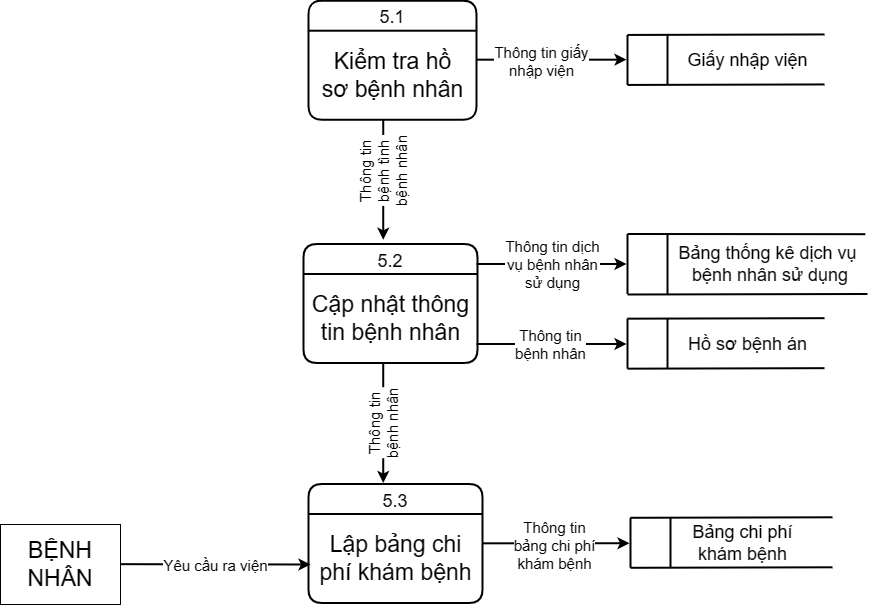 5.1
Kiểm tra hồ
sơ bệnh nhân
Thông tin giấy
nhập viện
Giấy nhập viện
Thông tin
bệnh tình
bệnh nhân
5.2
Cập nhật thông
tin bệnh nhân
Thông tin dịch
vụ bệnh nhân
sử dụng
Bảng thống kê dịch vụ
bệnh nhân sử dụng
Thông tin
bệnh nhân
Hồ sơ bệnh án
Thông tin
bệnh nhân
5.3
Lập bảng chi
phí khám bệnh
BỆNH
NHÂN
Yêu cầu ra viện
Thông tin
bảng chi phí
khám bệnh
Bảng chi phí
khám bệnh